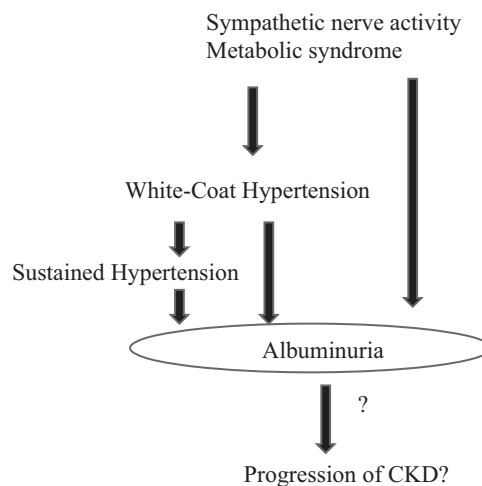 Sympathetic nerve activity
Metabolic syndrome
White-Coat Hypertension
Sustained Hypertension
Albuminuria
?
Progression of CKD?